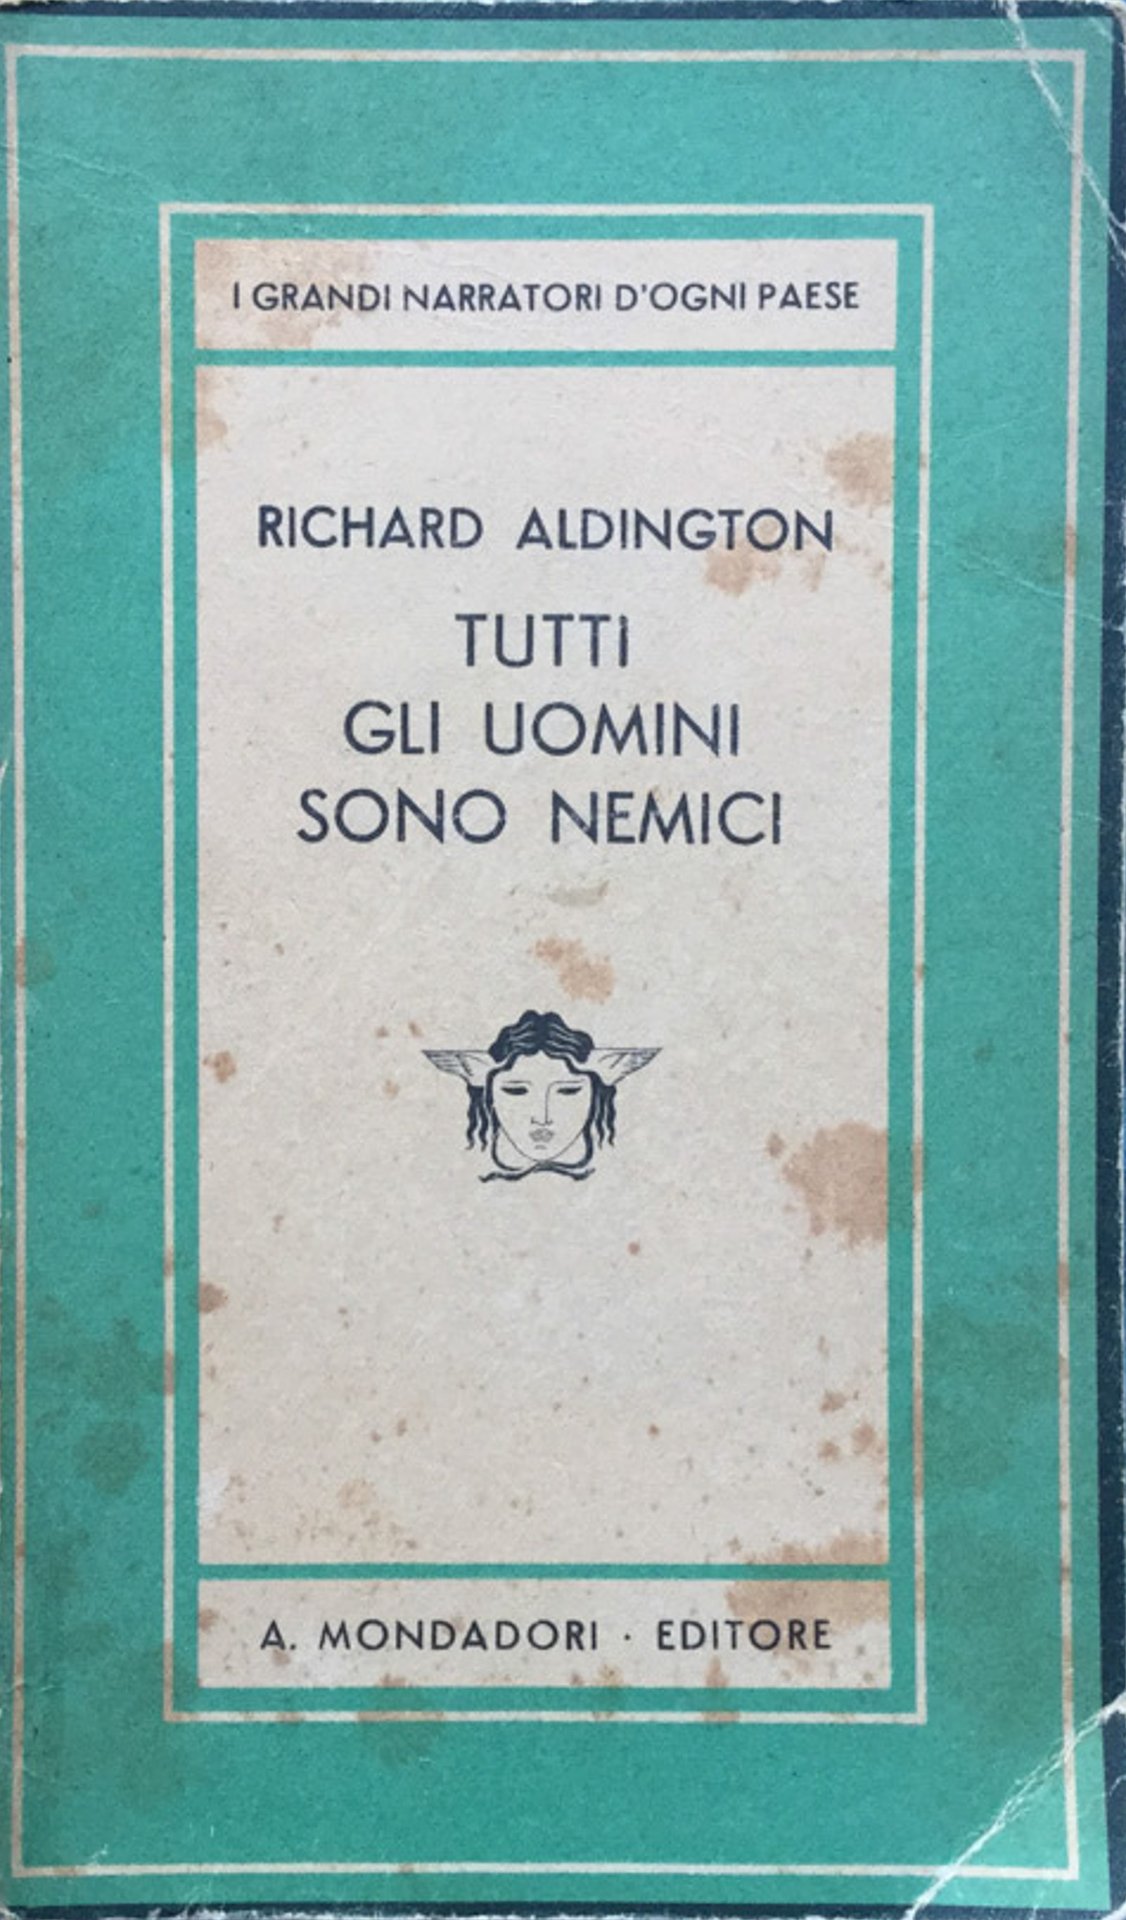 I GRANDI NARRATORI D'OGNI PAESE
RICHARD ALDINGTON
TUTTI
GLI UOMINI
SONO NEMICI
A. MONDADORI · EDITORE